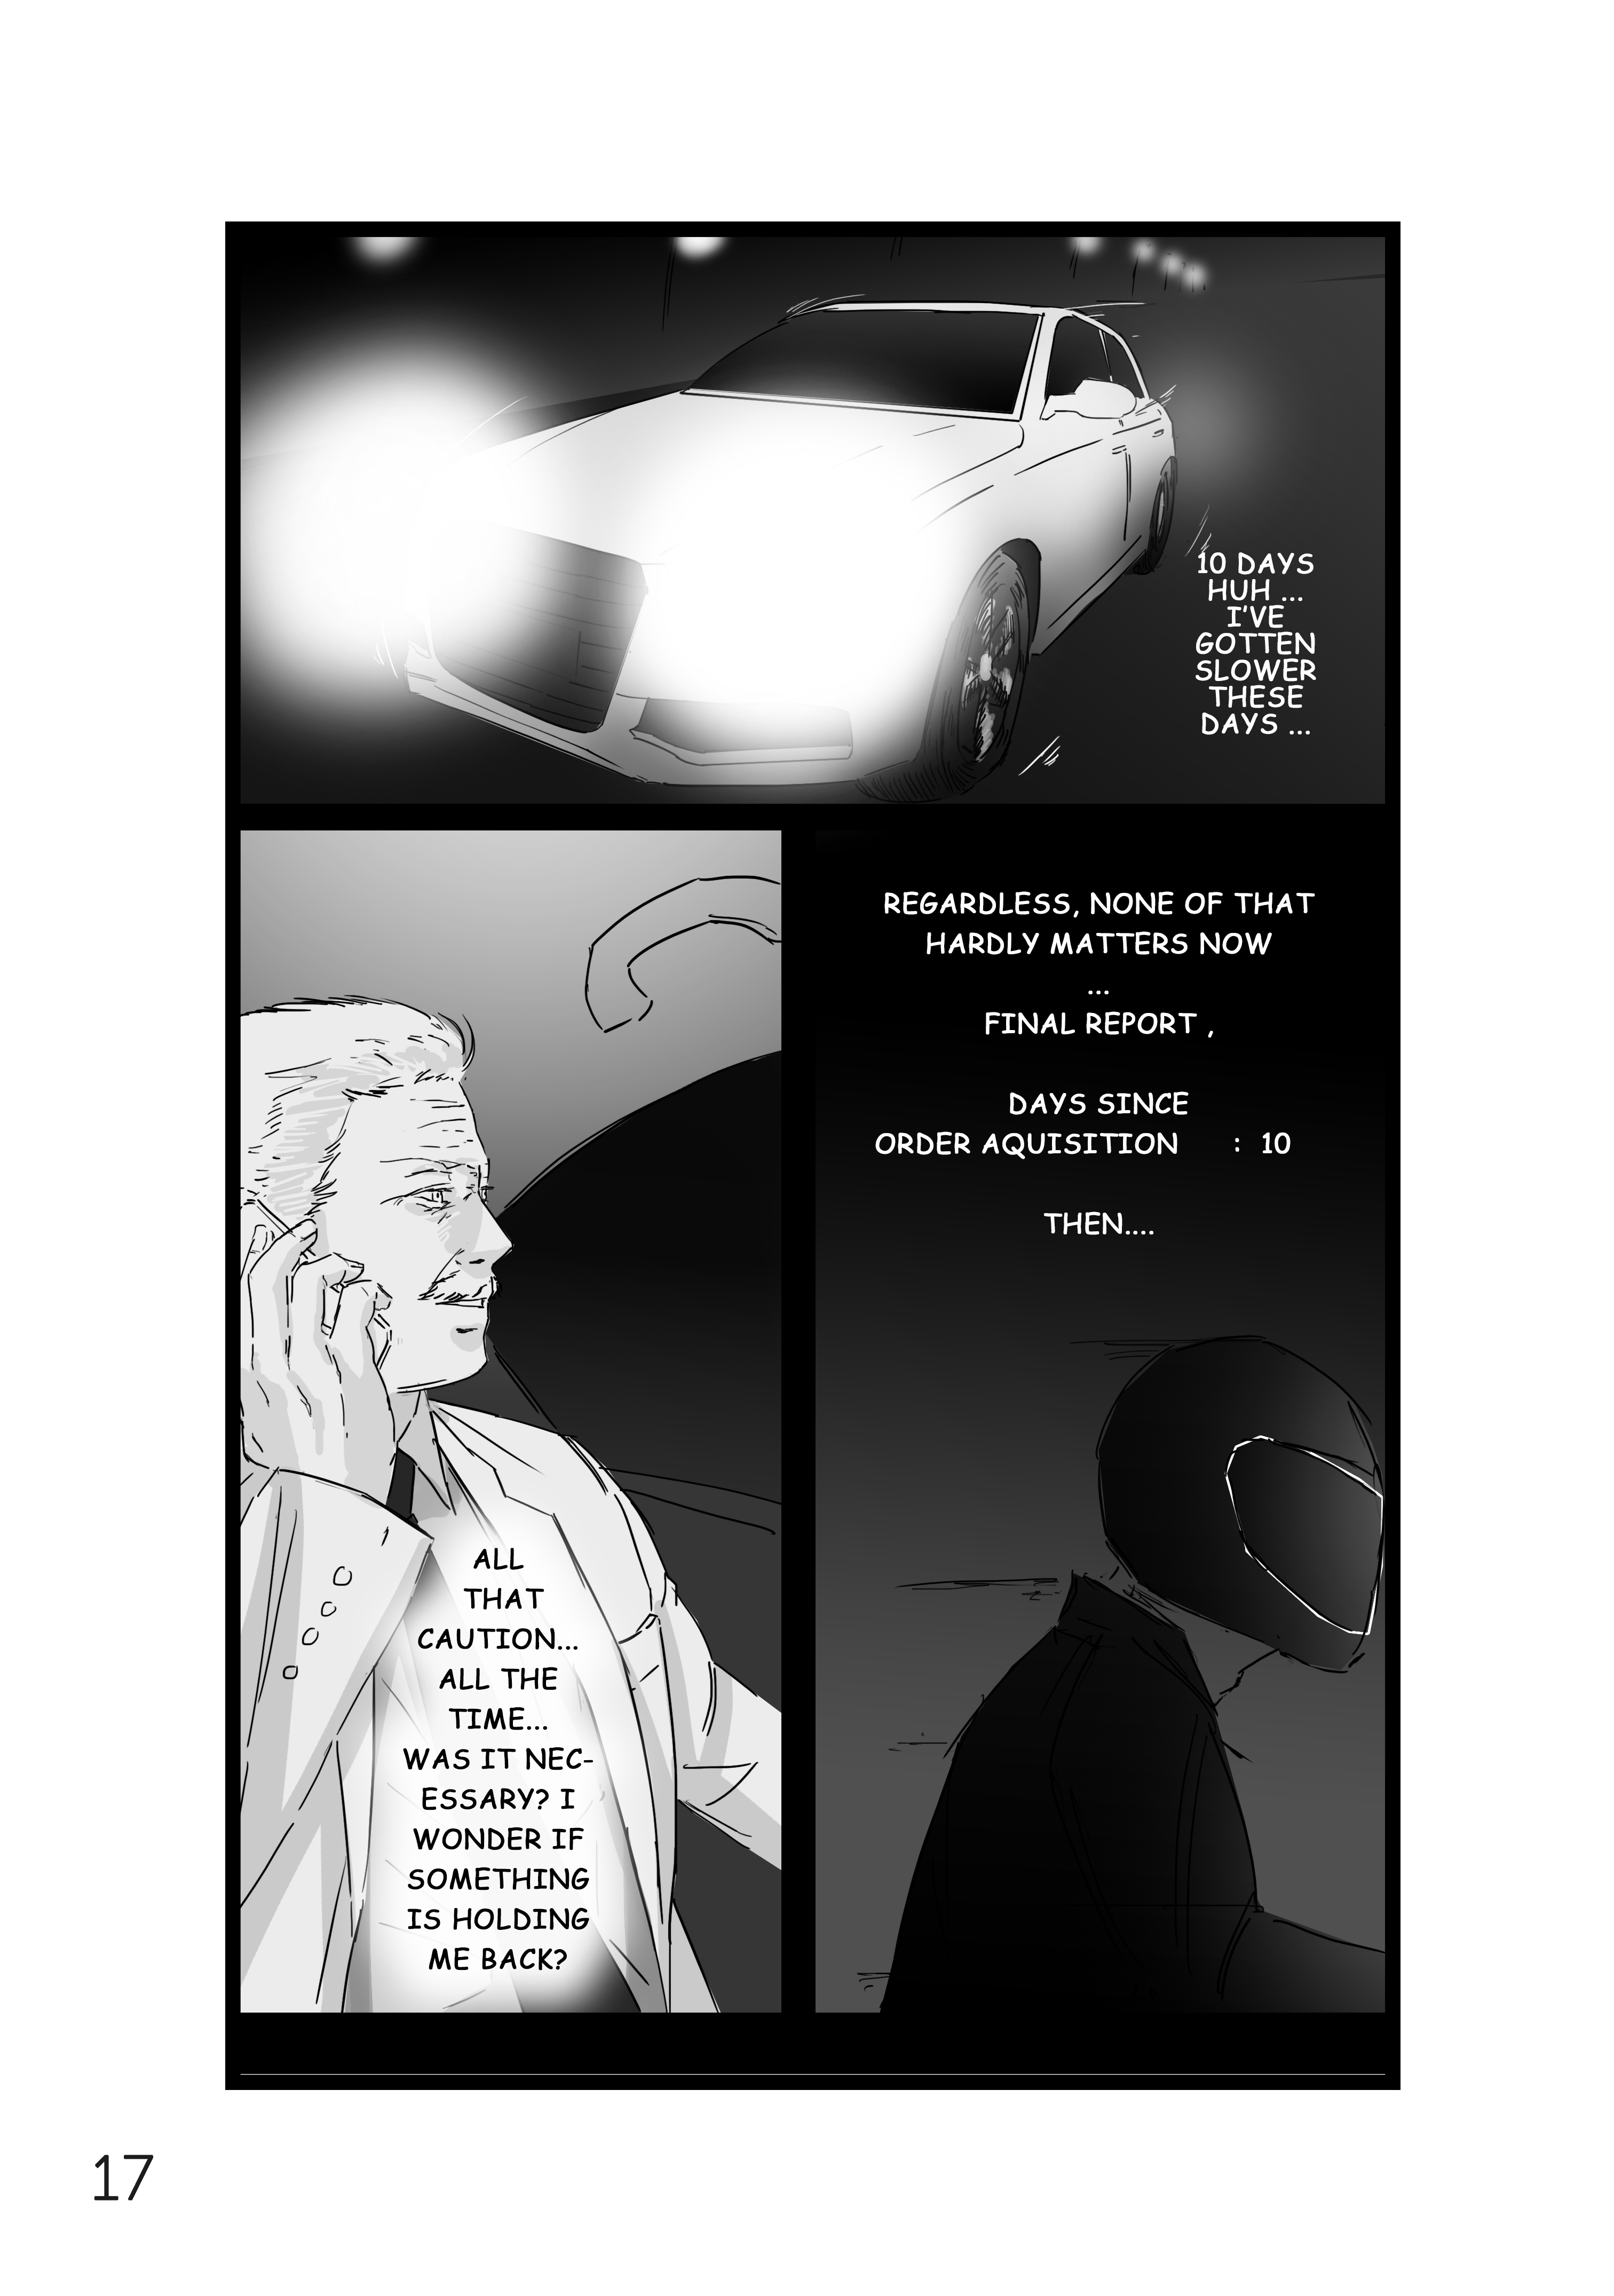 10 DAYS
HUH ...
I'VE
GOTTEN
SLOWER
THESE
DAYS ...
ALL
THAT
CAUTION...
ALL THE
TIME...
WAS IT NEC-
ESSARY? I
WONDER IF
SOMETHING
IS HOLDING
ME BACK?
REGARDLESS, NONE OF THAT
HARDLY MATTERS NOW
...
FINAL REPORT ,
DAYS SINCE
ORDER AQUISITION : 10
THEN....
17